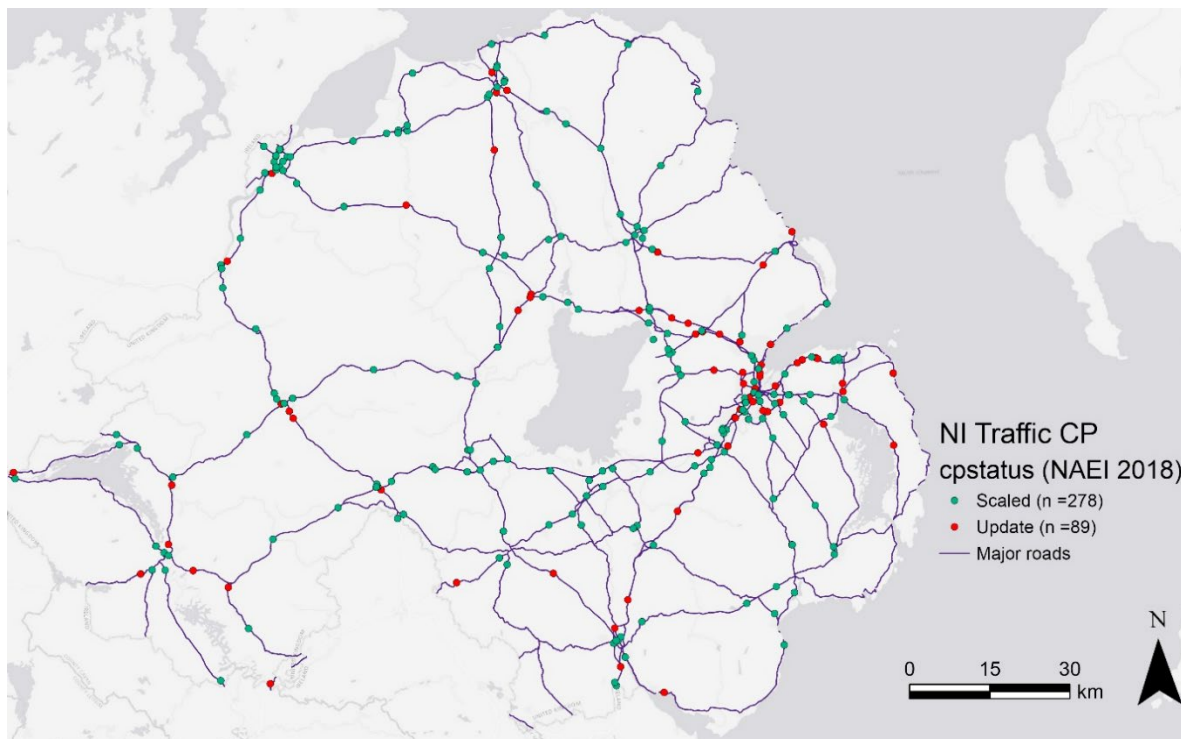 NI Traffic CP
cpstatus (NAEI 2018)
Scaled (n =278)
Update (n =89)
Major roads
N
0 15 30
km